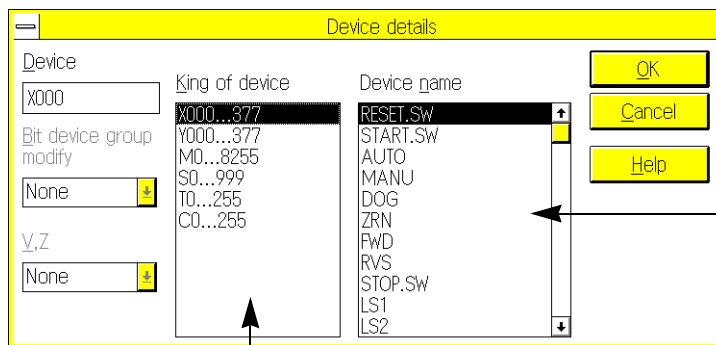 Device details
Device
X000
Bit device group
modify
None
V,Z
None
King of device
X000...377
Y000...377
M0...8255
S0...999
T0...255
C0...255
Device name
RESET.SW
START.SW
AUTO
MANU
DOG
ZRN
FWD
RVS
STOP.SW
LS1
LS2
OK
Cancel
Help